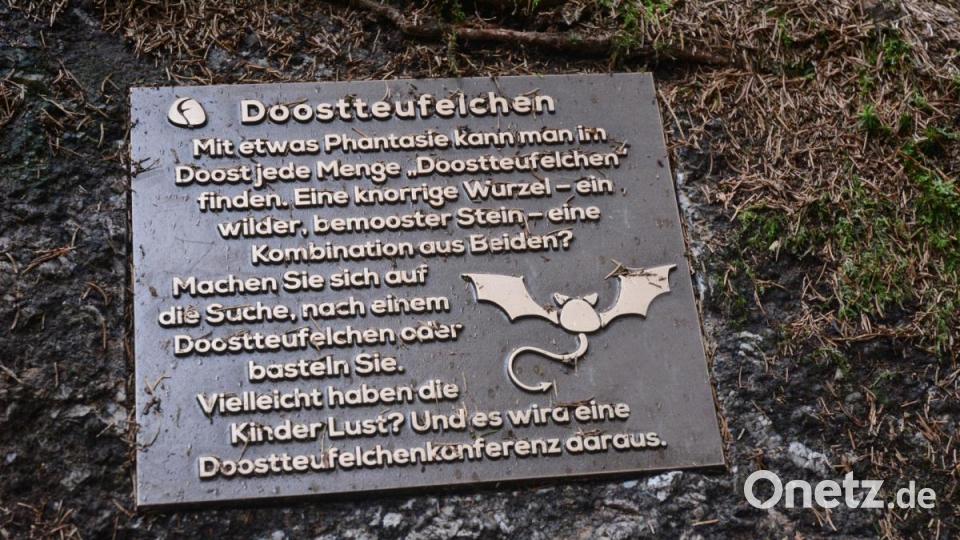 Doostteufelchen
Mit etwas Phantasie kann man im
Doost jede Menge „Doostteufelchen“
finden. Eine knorrige Wurzel – ein
wilder, bemooster Stein – eine
Kombination aus Beiden?
Machen Sie sich auf
die Suche, nach einem
Doostteufelchen oder
basteln Sie.
Vielleicht haben die
Kinder Lust? Und es wird eine
Doostteufelchenkonferenz daraus.
Onetz.de